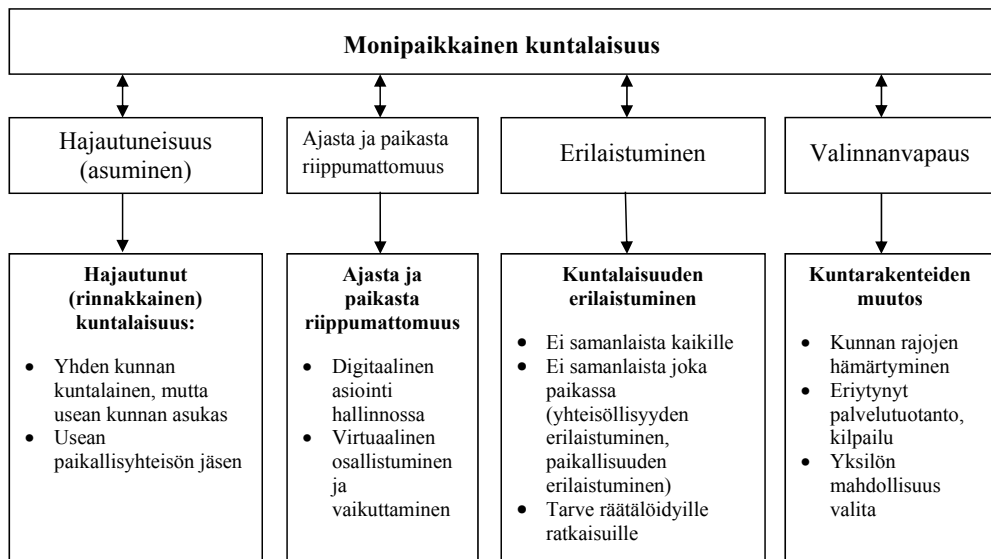 Monipaikkainen kuntalaisuus
Hajautuneisuus
(asuminen)
Ajasta ja paikasta
riippumattomuus
Erilaistuminen
Valinnanvapaus
Hajautunut
(rinnakkainen)
kuntalaisuus:
• Yhden kunnan
kuntalainen, mutta
usean kunnan asukas
• Usean
paikallisyhteisön jäsen
Ajasta ja
paikasta
riippumattomuus
• Digitaalinen
asiointi
hallinnossa
• Virtuaalinen
osallistuminen
ja
vaikuttaminen
Kuntalaisuuden
erilaistuminen
• Ei samanlaista kaikille
• Ei samanlaista joka
paikassa
(yhteisöllisyyden
erilaistuminen,
paikallisuuden
erilaistuminen)
• Tarve räätälöidyille
ratkaisuille
Kuntarakenteiden
muutos
• Kunnan rajojen
hämärtyminen
• Eriytynyt
palvelutuotanto,
kilpailu
• Yksilön
mahdollisuus
valita